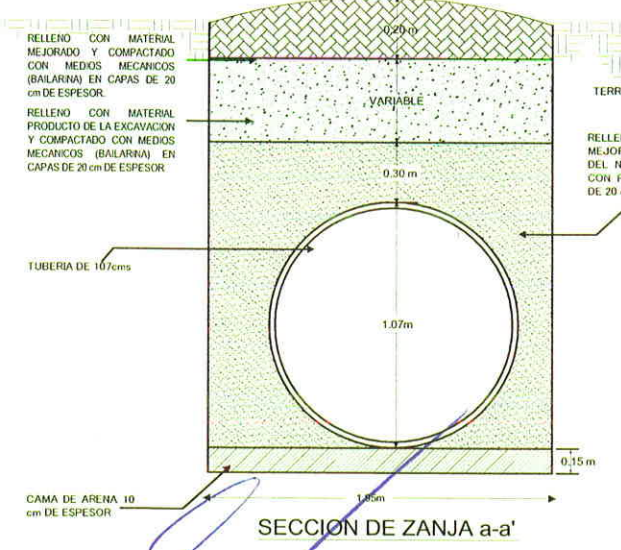 0.20 m
RELLENO CON MATERIAL
MEJORADO Y COMPACTADO
CON MEDIOS MECANICOS
(BAILARINA) EN CAPAS DE 20
cm DE ESPESOR.
VARIABLE
RELLENO CON MATERIAL
PRODUCTO DE LA EXCAVACION
Y COMPACTADO CON MEDIOS
MECANICOS (BAILARINA) EN
CAPAS DE 20 cm DE ESPESOR
TERR
RELLE
MEJOR
DEL N
CON P
DE 20
0.30 m
TUBERIA DE 107cms
1.07m
0.15 m
CAMA DE ARENA 10
cm DE ESPESOR
1.95m
SECCION DE ZANJA a-a'